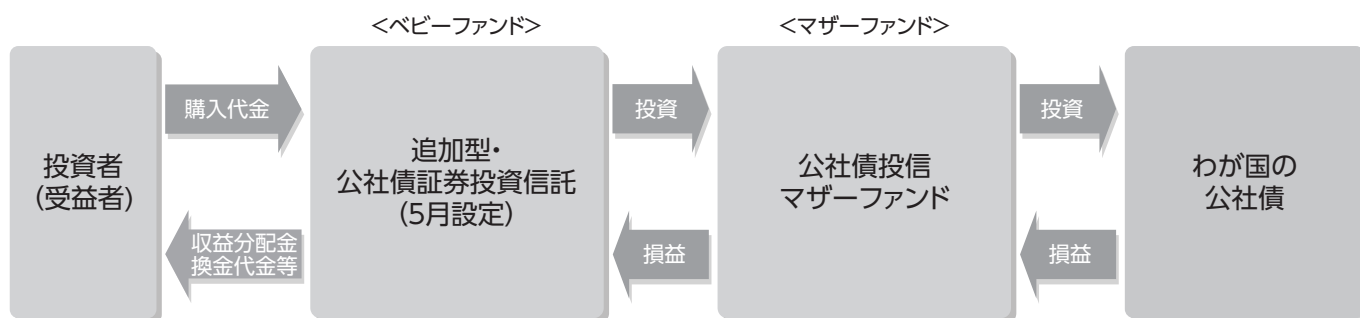 <ベビーファンド>
<マザーファンド>
投資者
(受益者)
購入代金
収益分配金
換金代金等
追加型・
公社債証券投資信託
(5月設定)
投資
損益
公社債投信
マザーファンド
投資
損益
わが国の
公社債